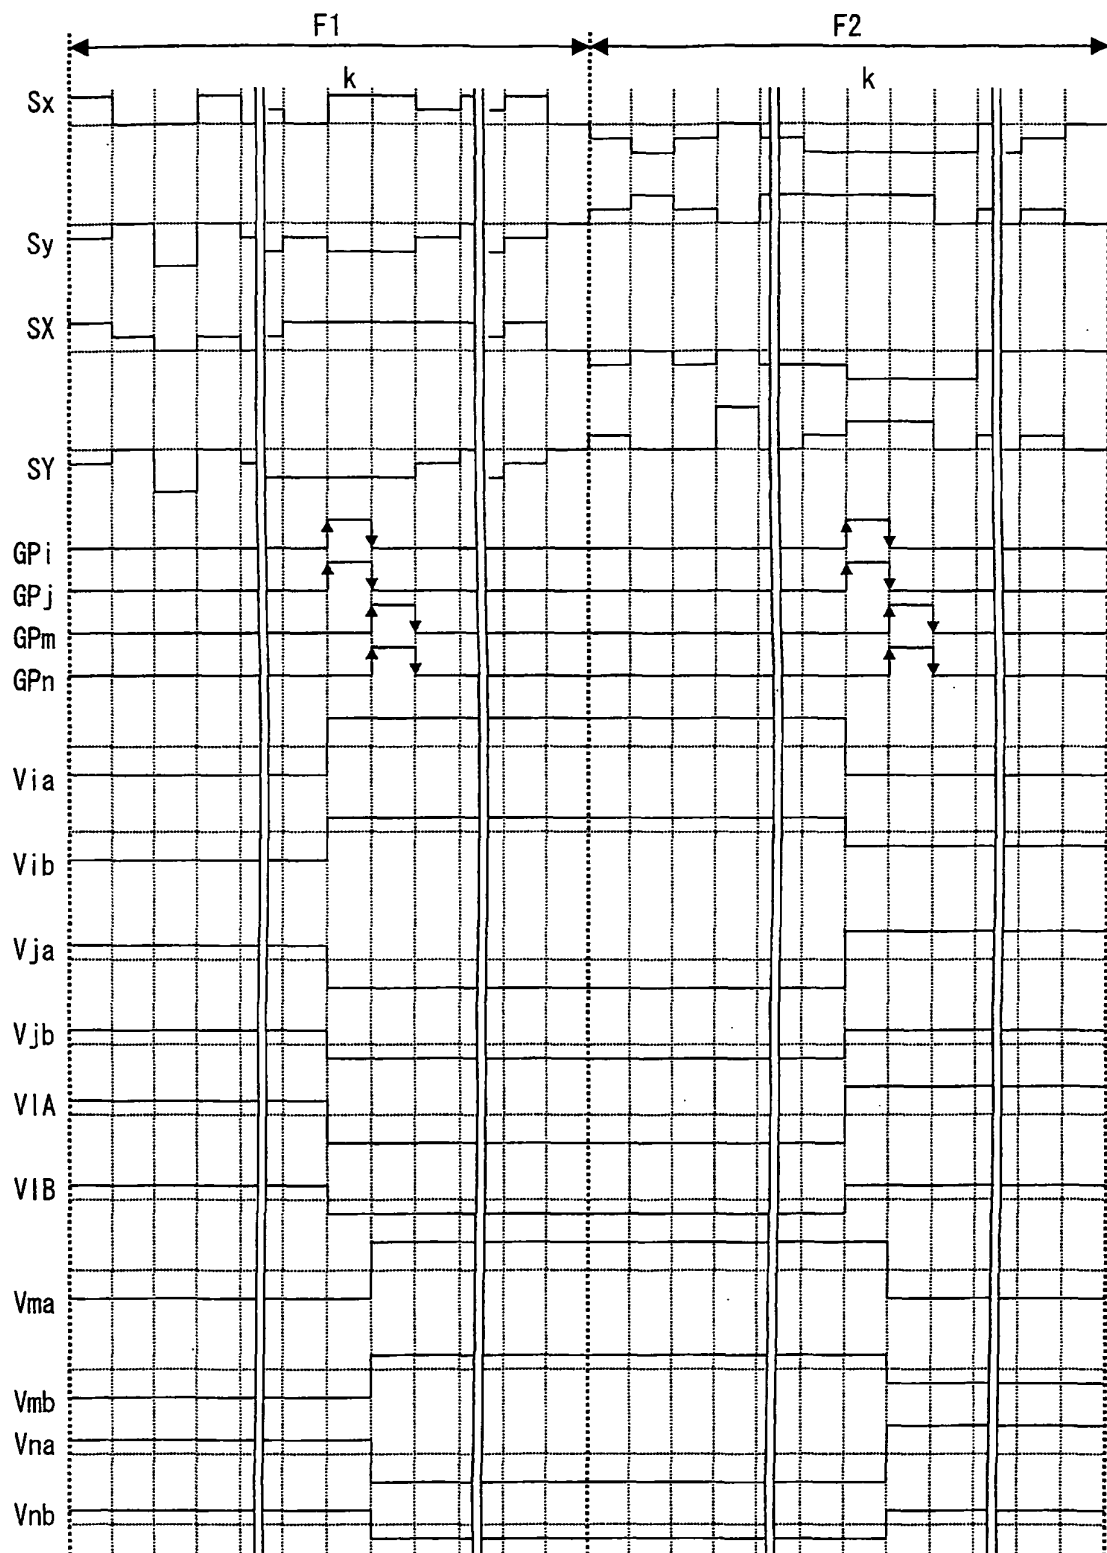 F1 F2
k k
Sx
Sy
SX
SY
GPi
GPj
GPm
GPn
Via
Vib
Vja
Vjb
VIA
VIB
Vma
Vmb
Vna
Vnb